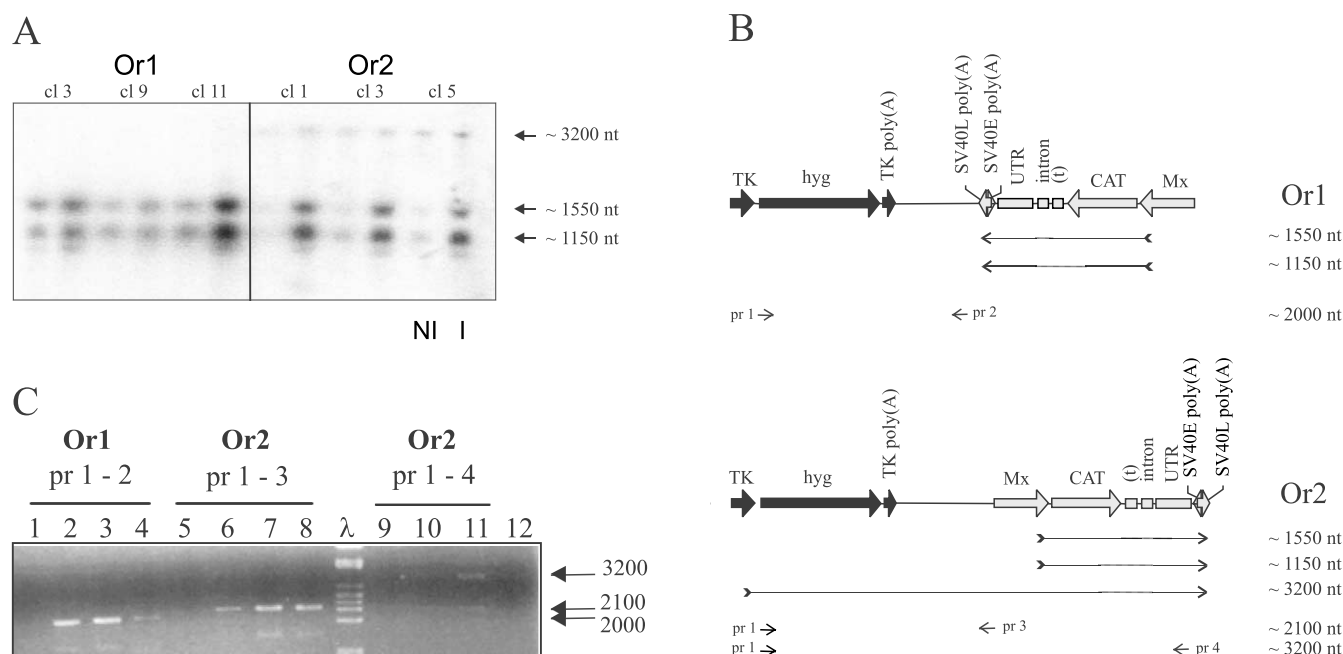 A
Or1 Or2
cl 3 cl 9 cl 11 cl 1 cl 3 cl 5
~ 3200 nt
~ 1550 nt
~ 1150 nt
NI I
B
TK hyg TK poly(A) SV40L poly(A) SV40E poly(A) UTR intron (t) CAT Mx
Or1
~ 1550 nt
~ 1150 nt
pr 1 pr 2 ~ 2000 nt
TK hyg TK poly(A) Mx CAT (t) intron UTR SV40E poly(A) SV40L poly(A)
Or2
~ 1550 nt
~ 1150 nt
~ 3200 nt
pr 1 pr 3 ~ 2100 nt
pr 1 pr 4 ~ 3200 nt
C
Or1 Or2 Or2
pr 1 - 2 pr 1 - 3 pr 1 - 4
1 2 3 4 5 6 7 8 λ 9 10 11 12
3200
2100
2000